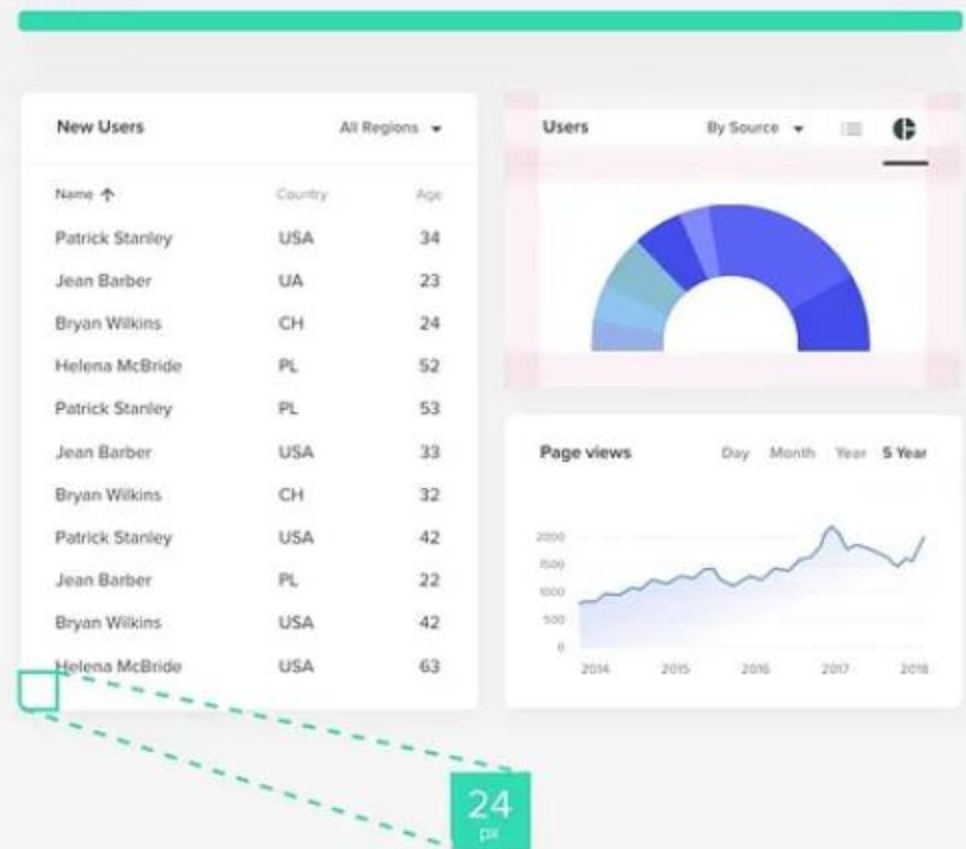 New Users All Regions
Name Country Age
Patrick Stanley USA 34
Jean Barber UA 23
Bryan Wilkins CH 24
Helena McBride PL 52
Patrick Stanley PL 53
Jean Barber USA 33
Bryan Wilkins CH 32
Patrick Stanley USA 42
Jean Barber PL 22
Bryan Wilkins USA 42
Helena McBride USA 63
Users By Source
Page views Day Month Year 5 Year
2000
1500
1000
500
0
2014 2015 2016 2017 2018
24
px